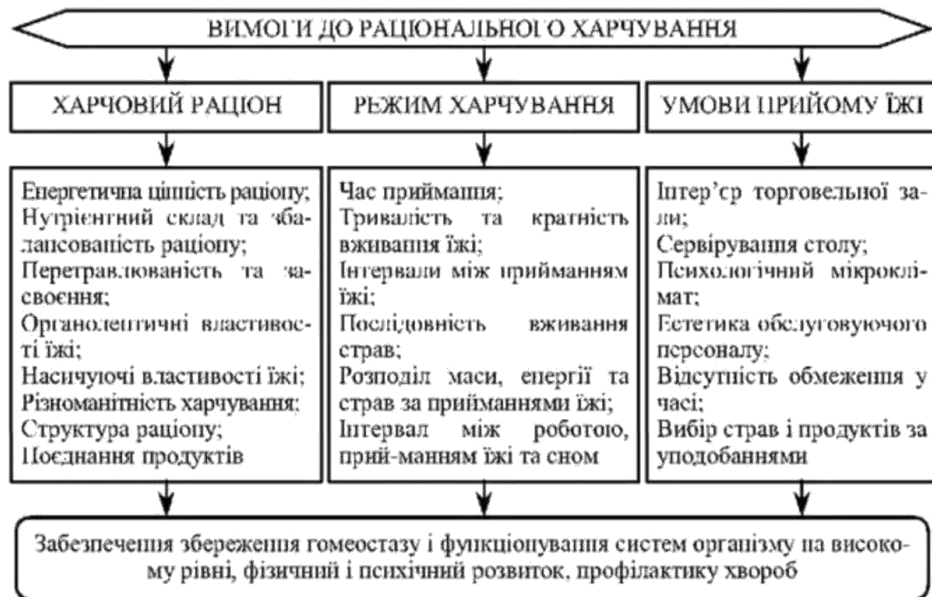 ВИМОГИ ДО РАЦІОНАЛЬНОГО ХАРЧУВАННЯ
ХАРЧОВИЙ РАЦІОН
Енергетична цінність раціону;
Нутрієнтний склад та зба-
лансованість раціону;
Перетравлюваність та за-
своєння;
Органолептичні властивос-
ті їжі;
Насичуючі властивості їжі;
Різноманітність харчування;
Структура раціону;
Поєднання продуктів
РЕЖИМ ХАРЧУВАННЯ
Час приймання;
Тривалість та кратність
вживання їжі;
Інтервали між прийманням
їжі;
Послідовність вживання
страв;
Розподіл маси, енергії та
страв за прийманнями їжі;
Інтервал між роботою,
прий-манням їжі та сном
УМОВИ ПРИЙОМУ ЇЖІ
Інтер’єр торговельної за-
ли;
Сервірування столу;
Психологічний мікроклі-
мат;
Естетика обслуговуючого
персоналу;
Відсутність обмеження у
часі;
Вибір страв і продуктів за
уподобаннями
Забезпечення збереження гомеостазу і функціонування систем організму на висо­ко-
му рівні, фізичний і психічний розвиток, профілактику хвороб